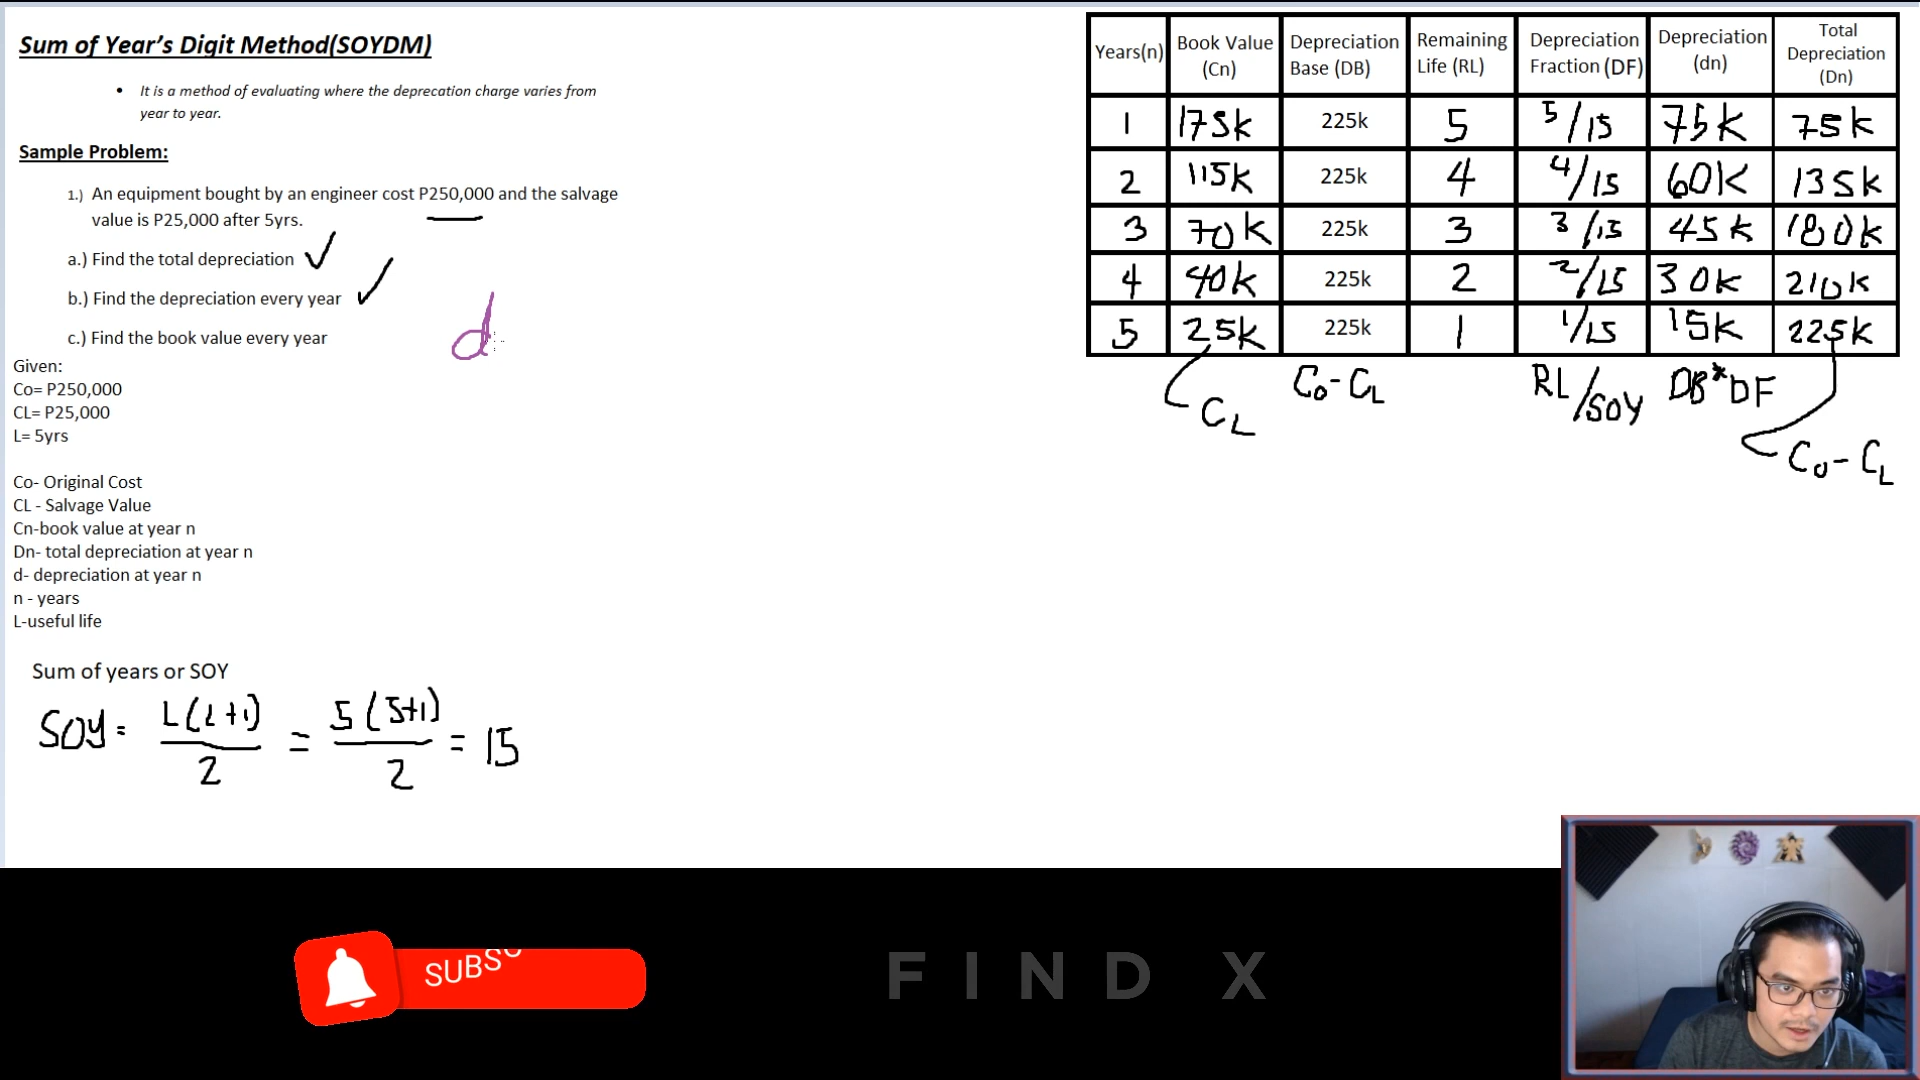 Sum of Year's Digit Method(SOYDM)
• It is a method of evaluating where the deprecation charge varies from
year to year.
Sample Problem:
1.) An equipment bought by an engineer cost P250,000 and the salvage
value is P25,000 after 5yrs.
a.) Find the total depreciation ✓
b.) Find the depreciation every year ✓
c.) Find the book value every year
d
Given:
Co= P250,000
CL= P25,000
L= 5yrs
Co- Original Cost
CL - Salvage Value
Cn-book value at year n
Dn- total depreciation at year n
d- depreciation at year n
n - years
L-useful life
Sum of years or SOY
SOY = L(L+1)/2 = 5(5+1)/2 = 15
Years(n) Book Value (Cn) Depreciation Base (DB) Remaining Life (RL) Depreciation Fraction (DF) Depreciation (dn) Total Depreciation (Dn)
1 175k 225k 5 5/15 75k 75k
2 115k 225k 4 4/15 60k 135k
3 70k 225k 3 3/15 45k 180k
4 40k 225k 2 2/15 30k 210k
5 25k 225k 1 1/15 15k 225k
CL Co-CL RL/SOY DB*DF
Co-CL
SUBSC
FIND X